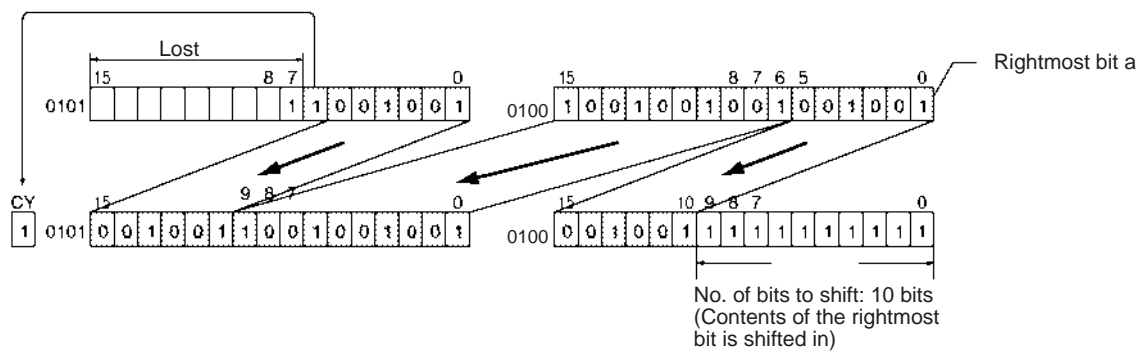 Lost
15 8 7 0
15 8 7 6 5 0
Rightmost bit a
0101 1 1 0 0 1 0 0 1
0100 1 0 0 1 0 0 1 0 0 1 0 0 1 0 0 1
CY
15 9 8 7 0
15 10 9 8 7 0
1 0101 0 0 1 0 0 1 1 0 0 1 0 0 1 0 0 1
0100 0 0 1 0 0 1 1 1 1 1 1 1 1 1 1 1
No. of bits to shift: 10 bits
(Contents of the rightmost
bit is shifted in)